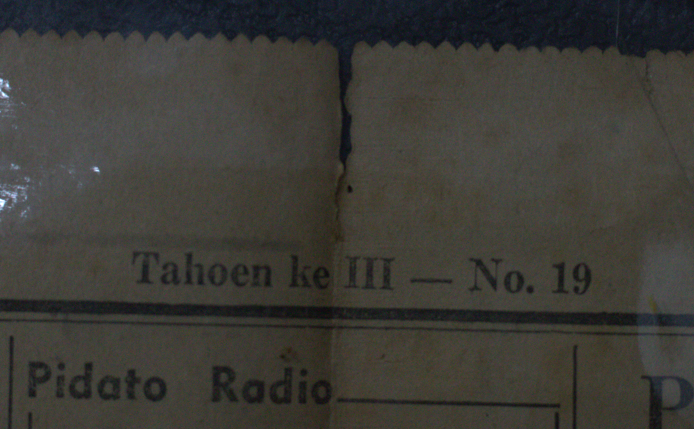 Tahoen ke III — No. 19
Pidato Radio
P